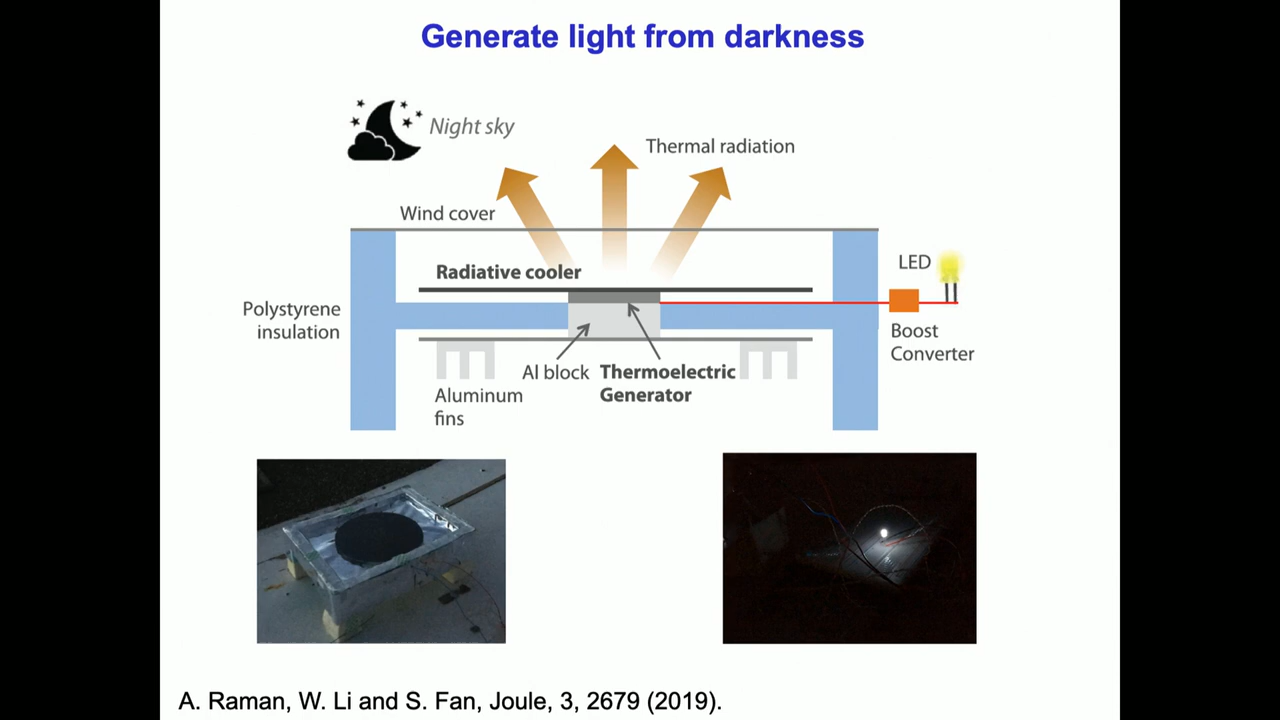 Generate light from darkness
Night sky
Thermal radiation
Wind cover
LED
Radiative cooler
Polystyrene
insulation
Boost
Converter
Al block
Thermoelectric
Generator
Aluminum
fins
A. Raman, W. Li and S. Fan, Joule, 3, 2679 (2019).